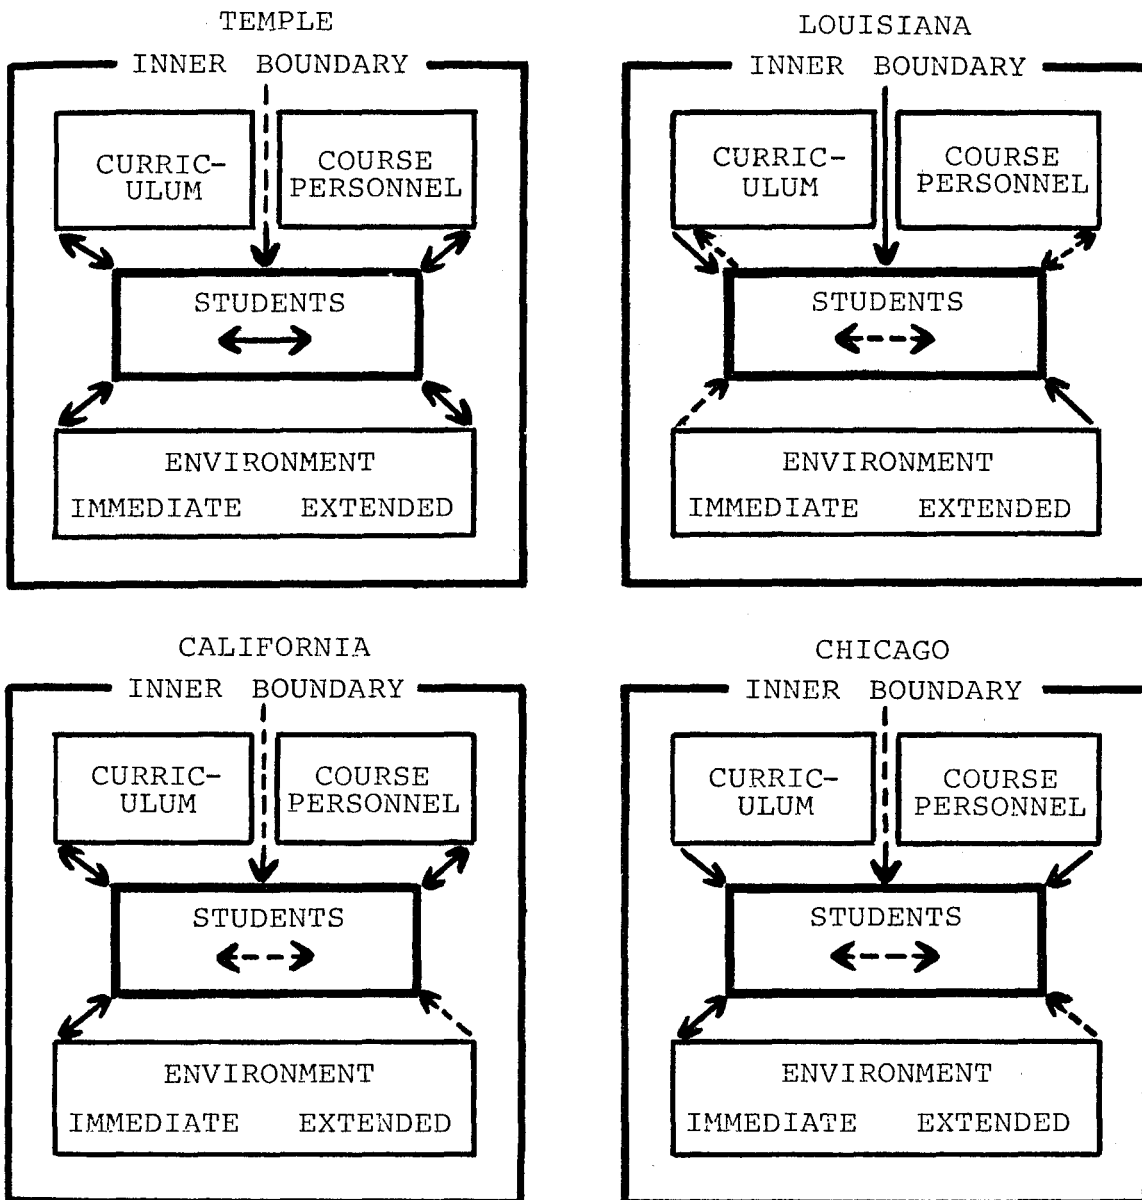 TEMPLE
INNER BOUNDARY
CURRIC-
ULUM
COURSE
PERSONNEL
STUDENTS
ENVIRONMENT
IMMEDIATE EXTENDED
LOUISIANA
INNER BOUNDARY
CURRIC-
ULUM
COURSE
PERSONNEL
STUDENTS
ENVIRONMENT
IMMEDIATE EXTENDED
CALIFORNIA
INNER BOUNDARY
CURRIC-
ULUM
COURSE
PERSONNEL
STUDENTS
ENVIRONMENT
IMMEDIATE EXTENDED
CHICAGO
INNER BOUNDARY
CURRIC-
ULUM
COURSE
PERSONNEL
STUDENTS
ENVIRONMENT
IMMEDIATE EXTENDED